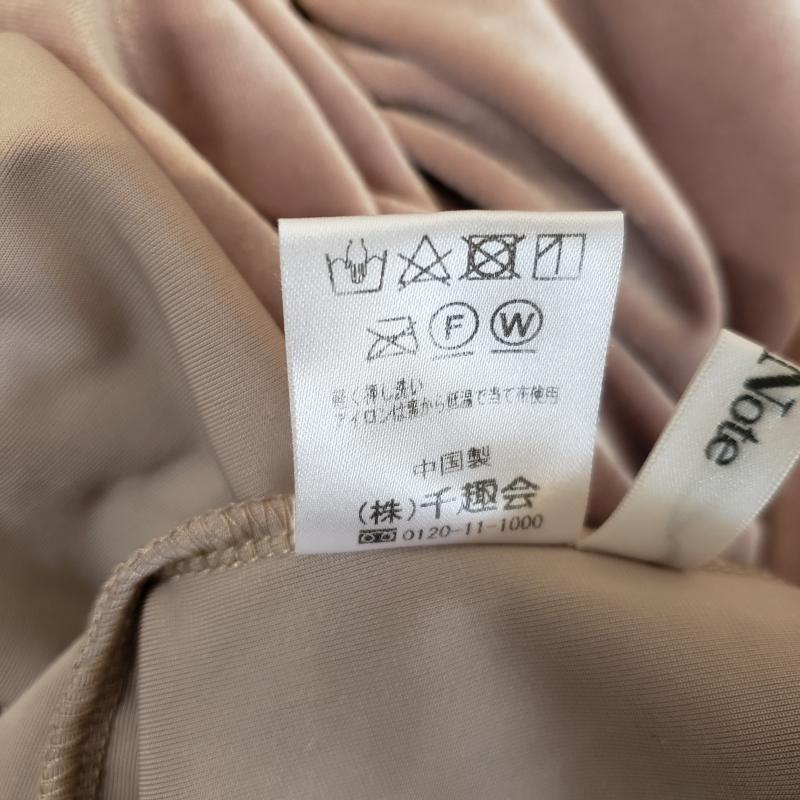 F W
軽く押し洗い
アイロンは裏から低温で当て布使用
中国製
(株)千趣会
0120-11-1000
Note